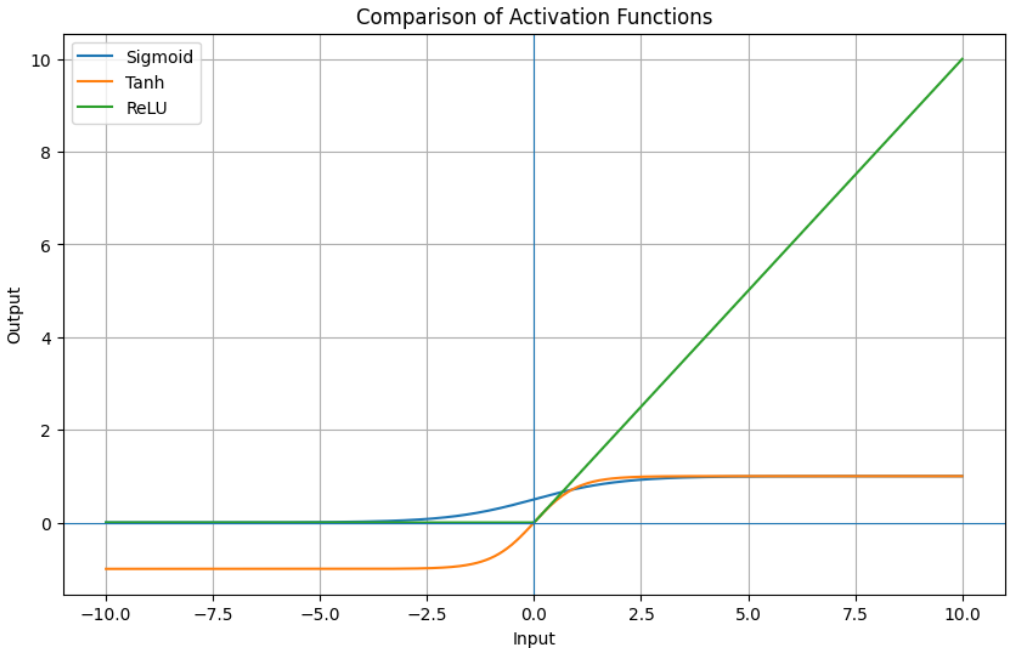 Comparison of Activation Functions
Sigmoid
Tanh
ReLU
Output
10
8
6
4
2
0
−10.0 −7.5 −5.0 −2.5 0.0 2.5 5.0 7.5 10.0
Input